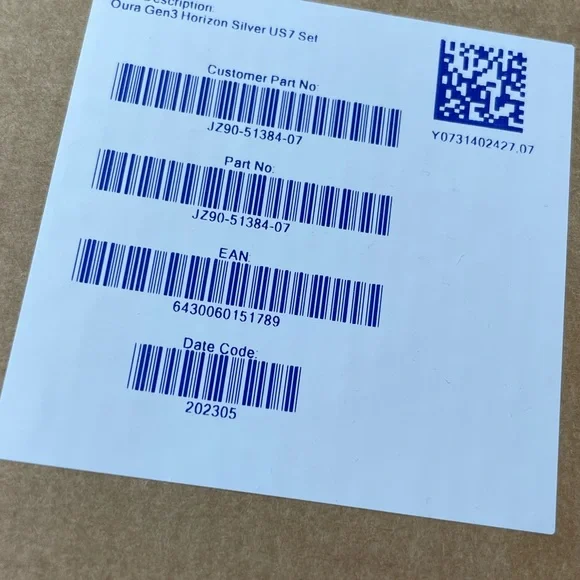 Description:
Oura Gen3 Horizon Silver US7 Set
Customer Part No:
JZ90-51384-07
Y0731402427.07
Part No:
JZ90-51384-07
EAN:
6430060151789
Date Code:
202305